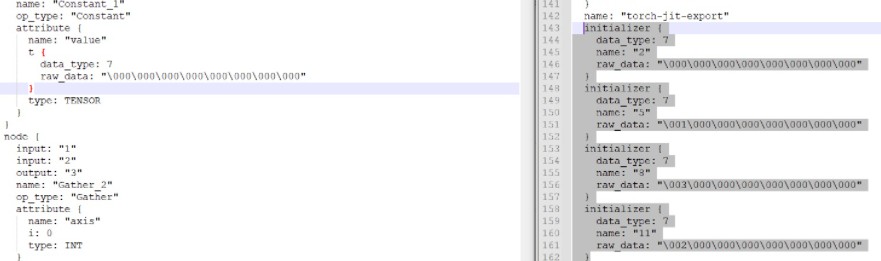 name: "Constant_1"
op_type: "Constant"
attribute {
name: "value"
t {
data_type: 7
raw_data: "\000\000\000\000\000\000\000\000"
}
type: TENSOR
}
}
node {
input: "1"
input: "2"
output: "3"
name: "Gather_2"
op_type: "Gather"
attribute {
name: "axis"
i: 0
type: INT
}
141 }
142 name: "torch-jit-export"
143 initializer {
144 data_type: 7
145 name: "2"
146 raw_data: "\000\000\000\000\000\000\000\000"
147 }
148 initializer {
149 data_type: 7
150 name: "5"
151 raw_data: "\001\000\000\000\000\000\000\000"
152 }
153 initializer {
154 data_type: 7
155 name: "8"
156 raw_data: "\003\000\000\000\000\000\000\000"
157 }
158 initializer {
159 data_type: 7
160 name: "11"
161 raw_data: "\002\000\000\000\000\000\000\000"
162 }